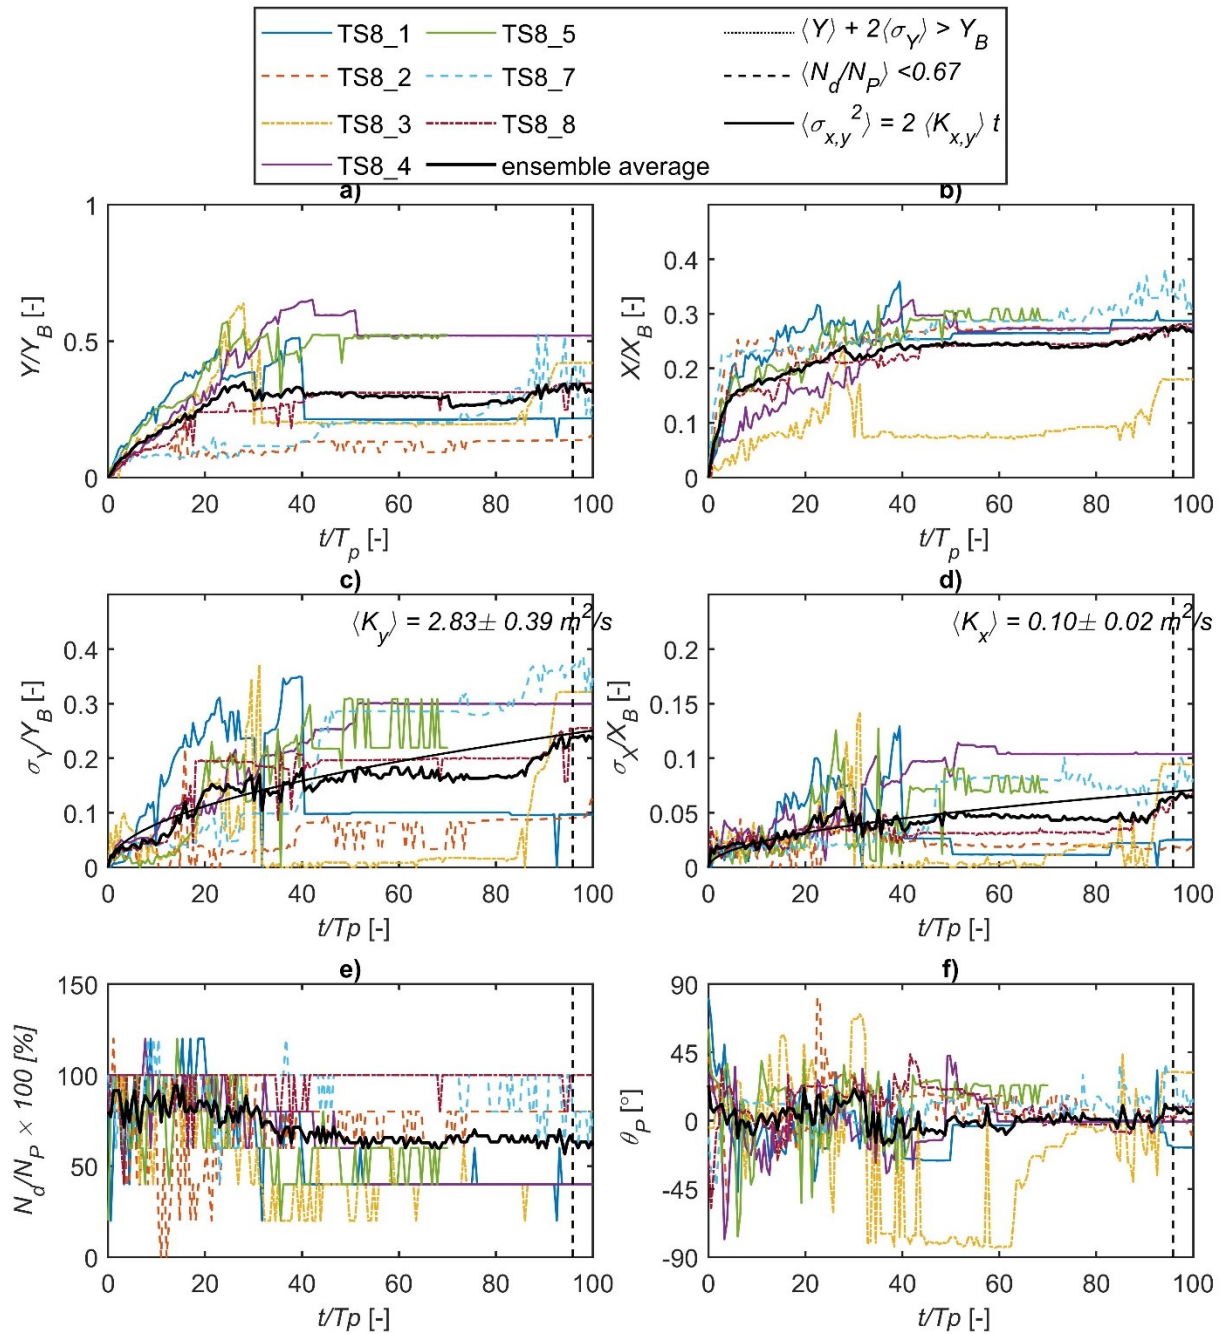 TS8_1 TS8_5 ⟨Y⟩ + 2⟨σ_Y⟩ > Y_B
TS8_2 TS8_7 ⟨N_d/N_P⟩ <0.67
TS8_3 TS8_8 ⟨σ_{x,y}^2⟩ = 2 ⟨K_{x,y}⟩ t
TS8_4 ensemble average
a)
1
0.5
0
Y/Y_B [-]
0 20 40 60 80 100
t/T_p [-]
b)
0.4
0.3
0.2
0.1
0
X/X_B [-]
0 20 40 60 80 100
t/T_p [-]
c)
⟨K_y⟩ = 2.83± 0.39 m^2/s
0.4
0.3
0.2
0.1
0
σ_Y/Y_B [-]
0 20 40 60 80 100
t/Tp [-]
d)
⟨K_x⟩ = 0.10± 0.02 m^2/s
0.2
0.15
0.1
0.05
0
σ_X/X_B [-]
0 20 40 60 80 100
t/Tp [-]
e)
150
100
50
0
N_d/N_P × 100 [%]
0 20 40 60 80 100
t/Tp [-]
f)
90
45
0
-45
-90
θ_P [°]
0 20 40 60 80 100
t/Tp [-]